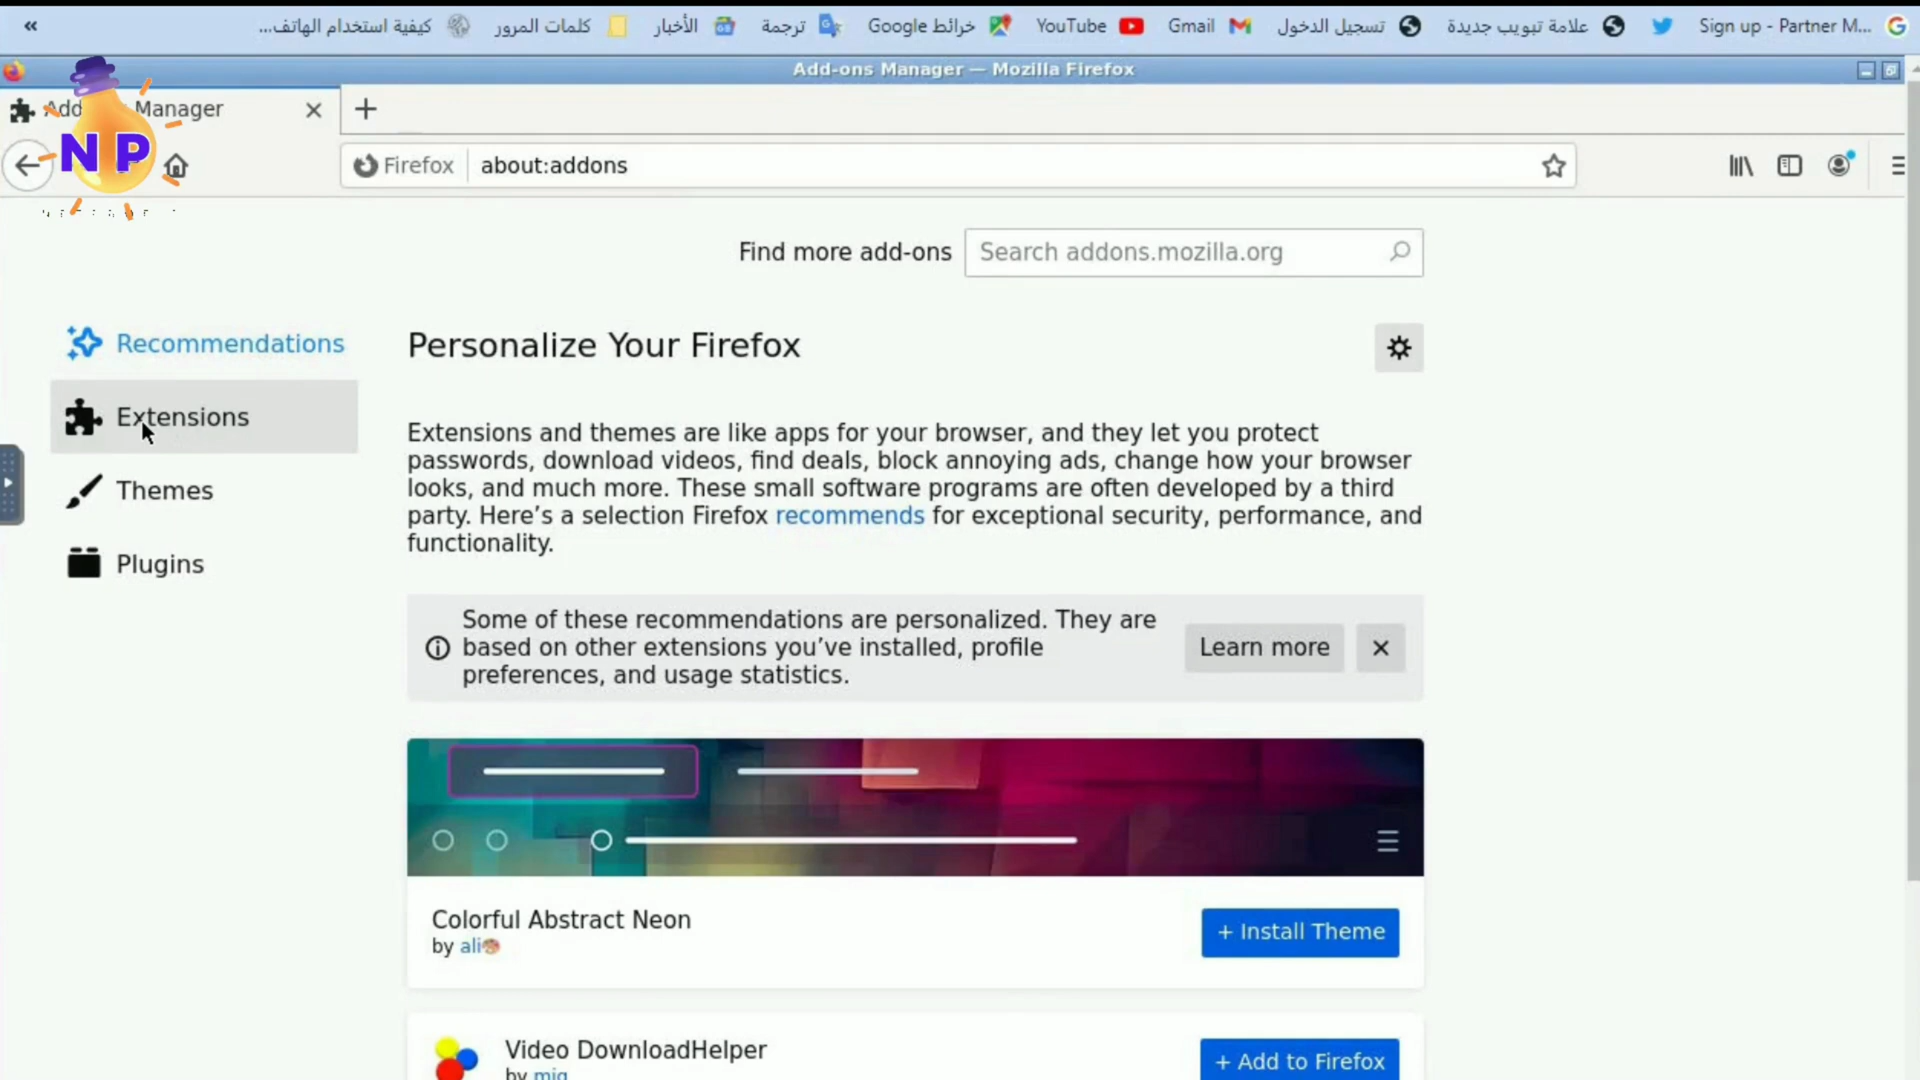 « كيفية استخدام الهاتف... كلمات المرور الأخبار ترجمة خرائط Google YouTube Gmail تسجيل الدخول علامة تبويب جديدة Sign up - Partner M...
Add-ons Manager — Mozilla Firefox
Manager
NP
Firefox about:addons
Find more add-ons Search addons.mozilla.org
Recommendations
Extensions
Themes
Plugins
Personalize Your Firefox
Extensions and themes are like apps for your browser, and they let you protect
passwords, download videos, find deals, block annoying ads, change how your browser
looks, and much more. These small software programs are often developed by a third
party. Here’s a selection Firefox recommends for exceptional security, performance, and
functionality.
Some of these recommendations are personalized. They are
based on other extensions you’ve installed, profile
preferences, and usage statistics.
Learn more
Colorful Abstract Neon
by ali
+ Install Theme
Video DownloadHelper
by mig
+ Add to Firefox